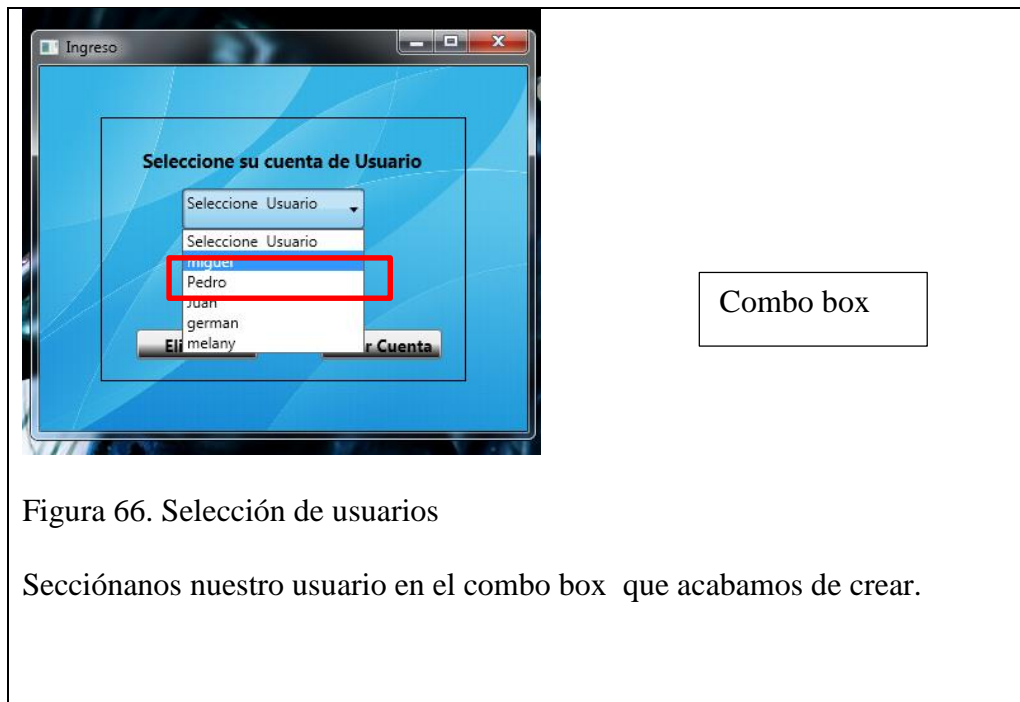 Ingreso
Seleccione su cuenta de Usuario
Seleccione Usuario
Seleccione Usuario
miguel
Pedro
Juan
german
melany
Eli
r Cuenta
Combo box
Figura 66. Selección de usuarios
Secciónanos nuestro usuario en el combo box que acabamos de crear.